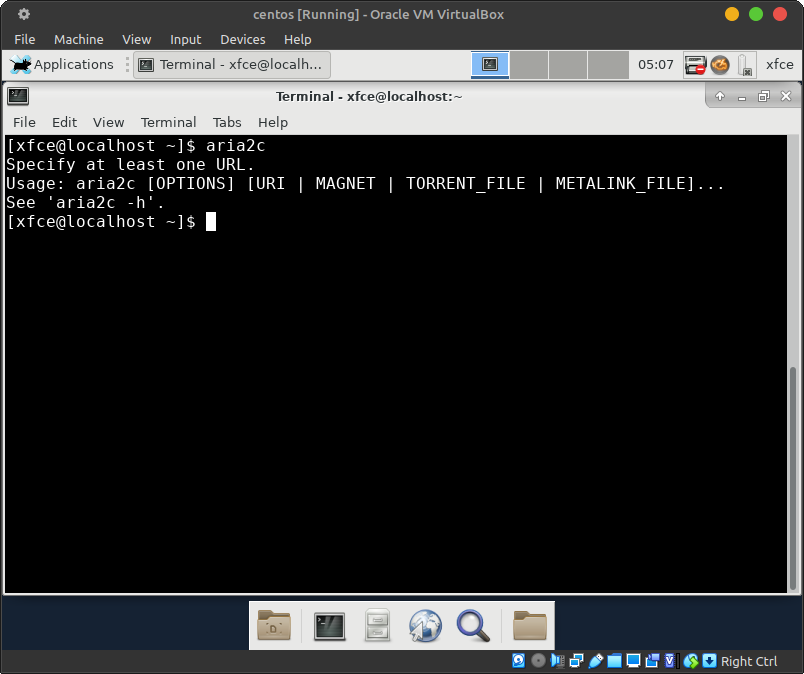 centos [Running] - Oracle VM VirtualBox
File Machine View Input Devices Help
Applications Terminal - xfce@localh... 05:07 xfce
Terminal - xfce@localhost:~
File Edit View Terminal Tabs Help
[xfce@localhost ~]$ aria2c
Specify at least one URL.
Usage: aria2c [OPTIONS] [URI | MAGNET | TORRENT_FILE | METALINK_FILE]...
See 'aria2c -h'.
[xfce@localhost ~]$
Right Ctrl